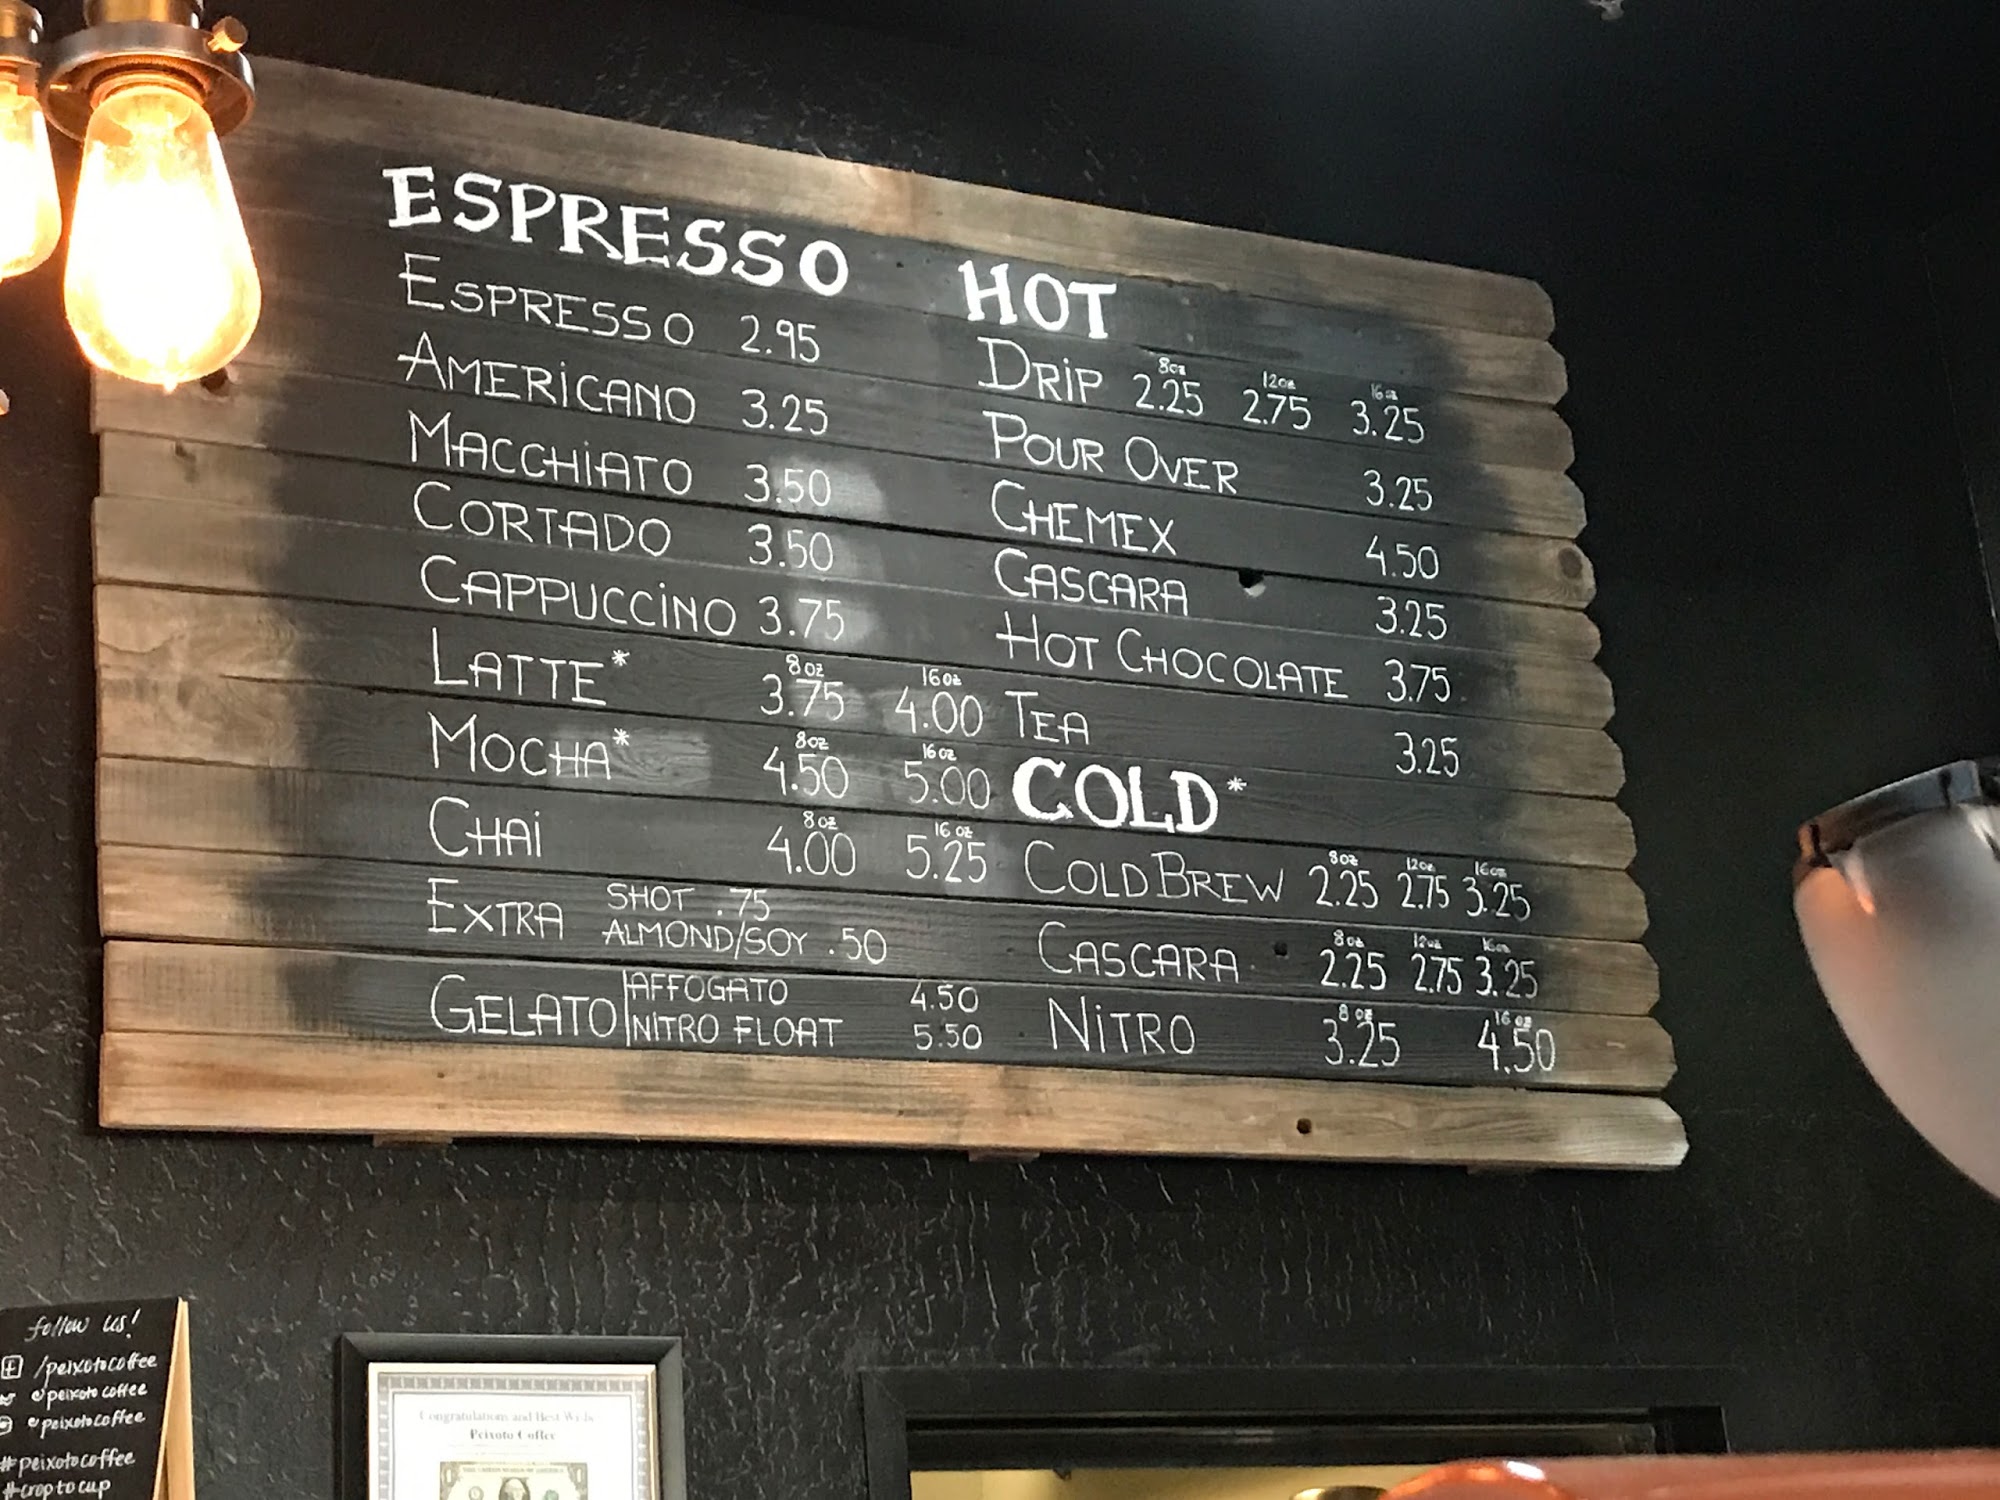 ESPRESSO
ESPRESSO 2.95
AMERiCANO 3.25
MACCHiATO 3.50
CORTADO 3.50
CAPPUCCiNO 3.75
LATTE* 8oz 3.75 16oz 4.00
MOCHA* 8oz 4.50 16oz 5.00
CHAi 8oz 4.00 16oz 5.25
EXTRA SHOT .75
ALMOND/SOY .50
GELATO AFFOGATO 4.50
NiTRO FLOAT 5.50
HOT
DRiP 8oz 2.25 12oz 2.75 16oz 3.25
POUR OVER 3.25
CHEMEX 4.50
CASCARA 3.25
HOT CHOCOLATE 3.75
TEA 3.25
COLD*
COLD BREW 8oz 2.25 12oz 2.75 16oz 3.25
CASCARA 8oz 2.25 12oz 2.75 16oz 3.25
NiTRO 8oz 3.25 16oz 4.50
follow us!
/peixotocoffee
@peixotocoffee
@peixotocoffee
#peixotocoffee
#croptocup
Congratulations and Best
Peixoto Coffee